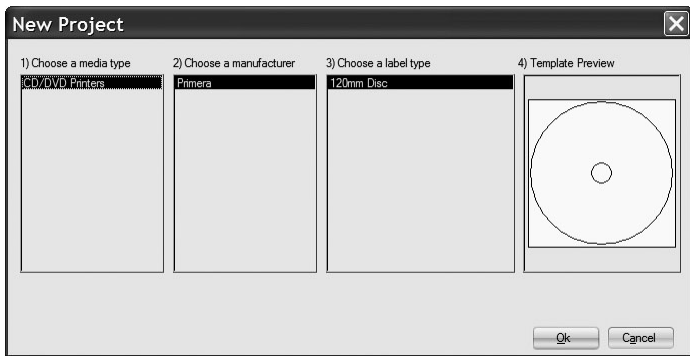 New Project
1) Choose a media type
2) Choose a manufacturer
3) Choose a label type
4) Template Preview
CD/DVD Printers
Primera
120mm Disc
Ok
Cancel